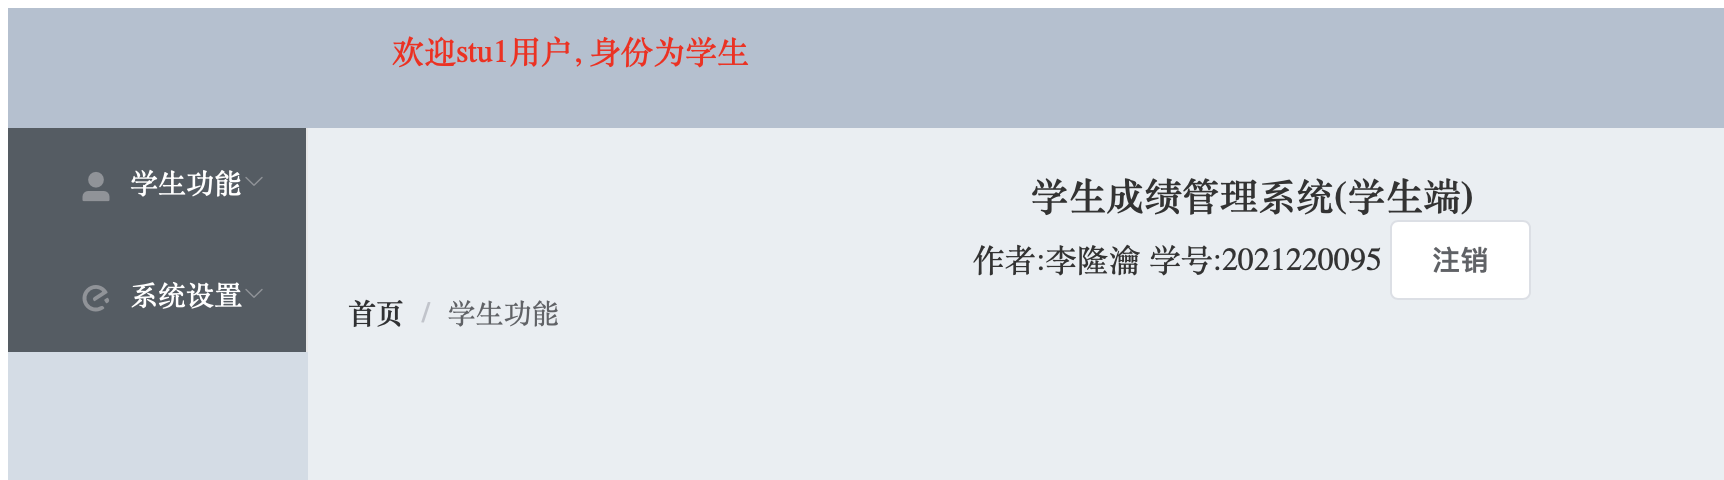 欢迎stu1用户, 身份为学生
学生功能
系统设置
学生成绩管理系统(学生端)
作者:李隆瀹 学号:2021220095 注销
首页 / 学生功能